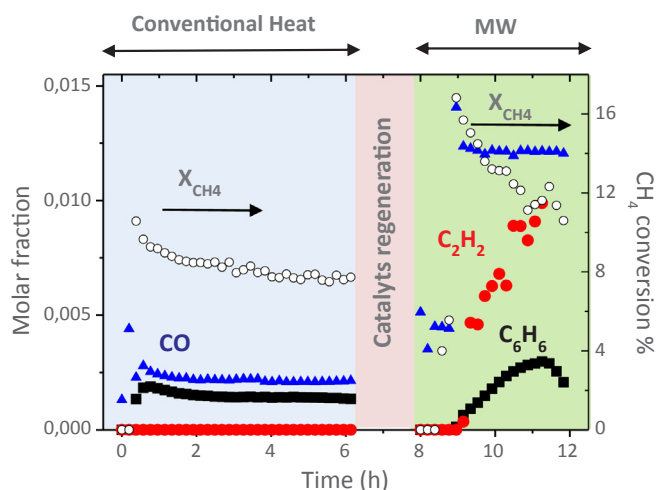 Conventional Heat
MW
0,015
0,010
0,005
0,000
Molar fraction
X_CH4
CO
Catalyts regeneration
X_CH4
C2H2
C6H6
16
12
8
4
0
CH4 conversion %
0 2 4 6 8 10 12
Time (h)